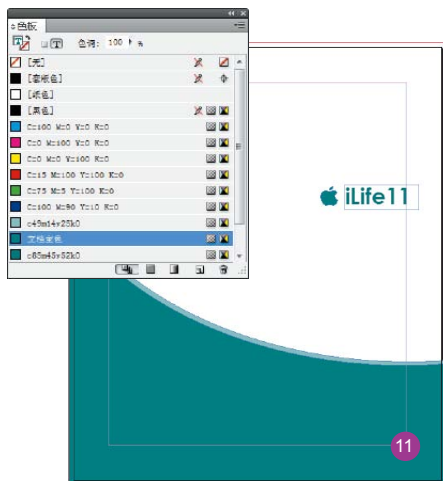 色板
色调: 100 %
[无]
[套版色]
[纸色]
[黑色]
C=100 M=0 Y=0 K=0
C=0 M=100 Y=0 K=0
C=0 M=0 Y=100 K=0
C=15 M=100 Y=100 K=0
C=75 M=5 Y=100 K=0
C=100 M=90 Y=10 K=0
c49m14y25k0
文档变色
c85m45y52k0
iLife11
11